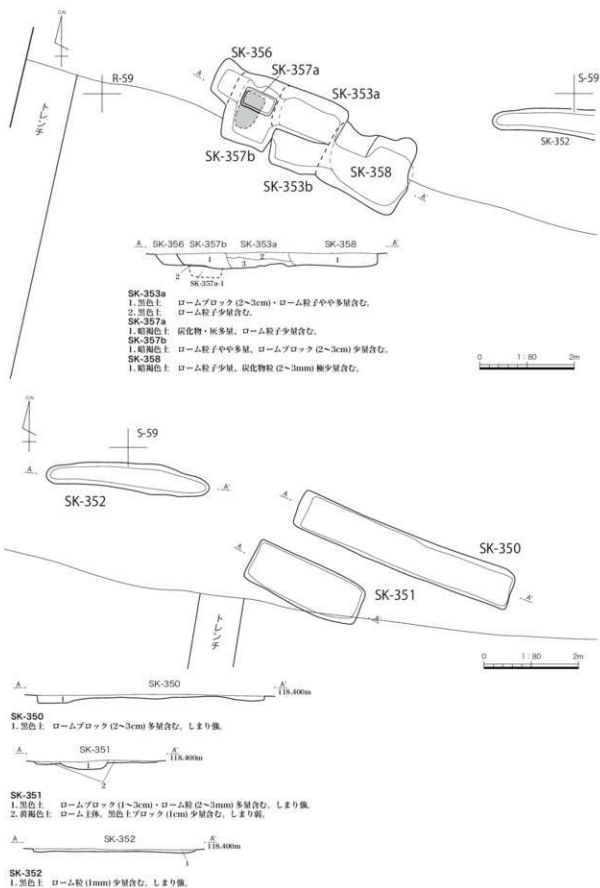 G.N
SK-356
SK-357a
A
R-59
SK-353a
S-59
トレンチ
SK-352
SK-357b
SK-353b
SK-358
A'
A SK-356 SK-357b SK-353a SK-358 A'
1 2 1
2 3
SK-357a-1
SK-353a
1. 黒色土 ロームブロック(2~3cm)・ローム粒子やや多量含む。
2. 黒色土 ローム粒子少量含む。
SK-357a
1. 暗褐色土 炭化物・灰多量、ローム粒子少量含む。
SK-357b
1. 暗褐色土 ローム粒子やや多量、ロームブロック(2~3cm)少量含む。
SK-358
1. 暗褐色土 ローム粒子少量、炭化物粒(2~3mm)極少量含む。
0 1:80 2m
G.N
S-59
A
A'
SK-352
A
SK-350
A
SK-351
A'
A'
トレンチ
0 1:80 2m
A SK-350 A'
118.400m
1
SK-350
1. 黒色土 ロームブロック(2~3cm)多量含む。しまり強。
A SK-351 A'
118.400m
1
2
SK-351
1. 黒色土 ロームブロック(1~3cm)・ローム粒(2~3mm)多量含む。しまり強。
2. 黄褐色土 ローム主体。黒色土ブロック(1cm)少量含む。しまり弱。
A SK-352 A'
118.400m
1
SK-352
1. 黒色土 ローム粒(1mm)少量含む。しまり強。